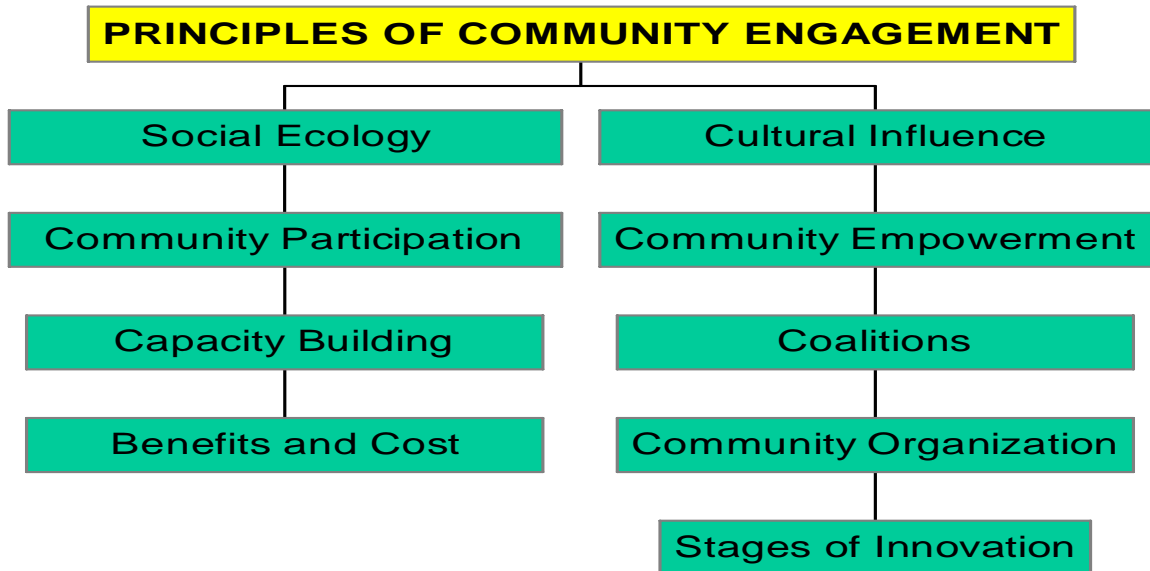 PRINCIPLES OF COMMUNITY ENGAGEMENT
Social Ecology
Community Participation
Capacity Building
Benefits and Cost
Cultural Influence
Community Empowerment
Coalitions
Community Organization
Stages of Innovation